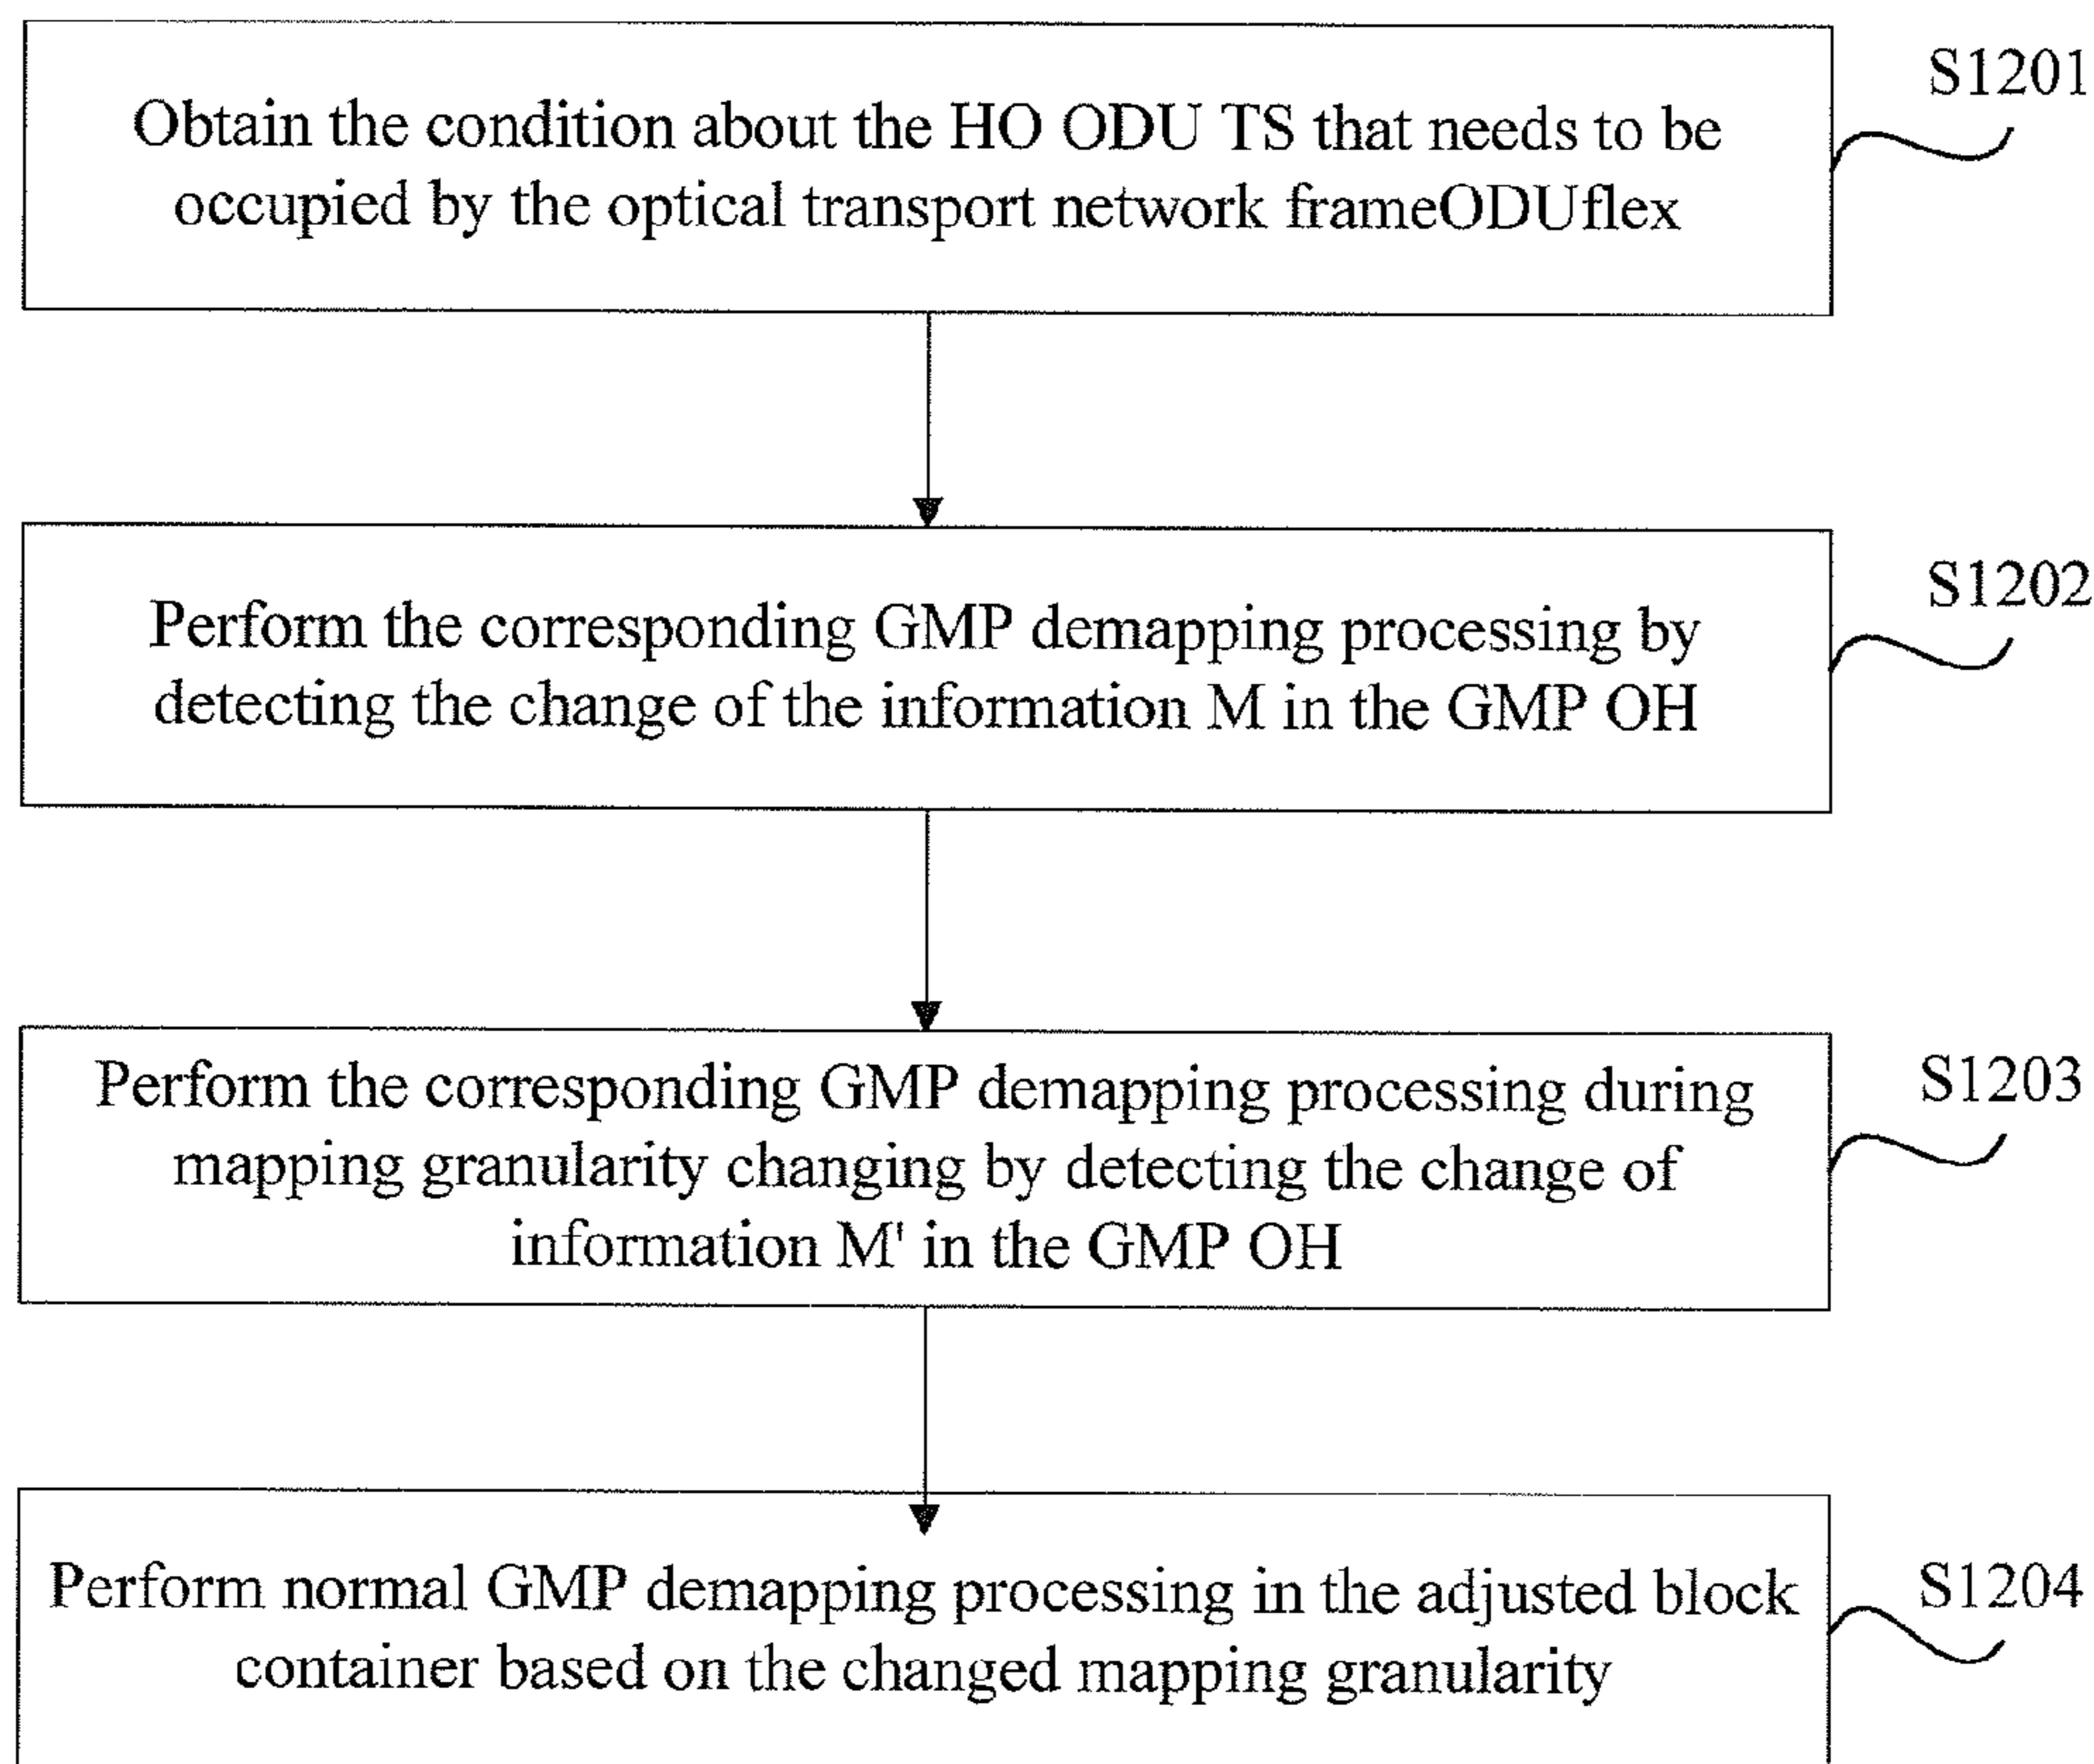 Obtain the condition about the HO ODU TS that needs to be
occupied by the optical transport network frameODUflex
S1201
Perform the corresponding GMP demapping processing by
detecting the change of the information M in the GMP OH
S1202
Perform the corresponding GMP demapping processing during
mapping granularity changing by detecting the change of
information M' in the GMP OH
S1203
Perform normal GMP demapping processing in the adjusted block
container based on the changed mapping granularity
S1204